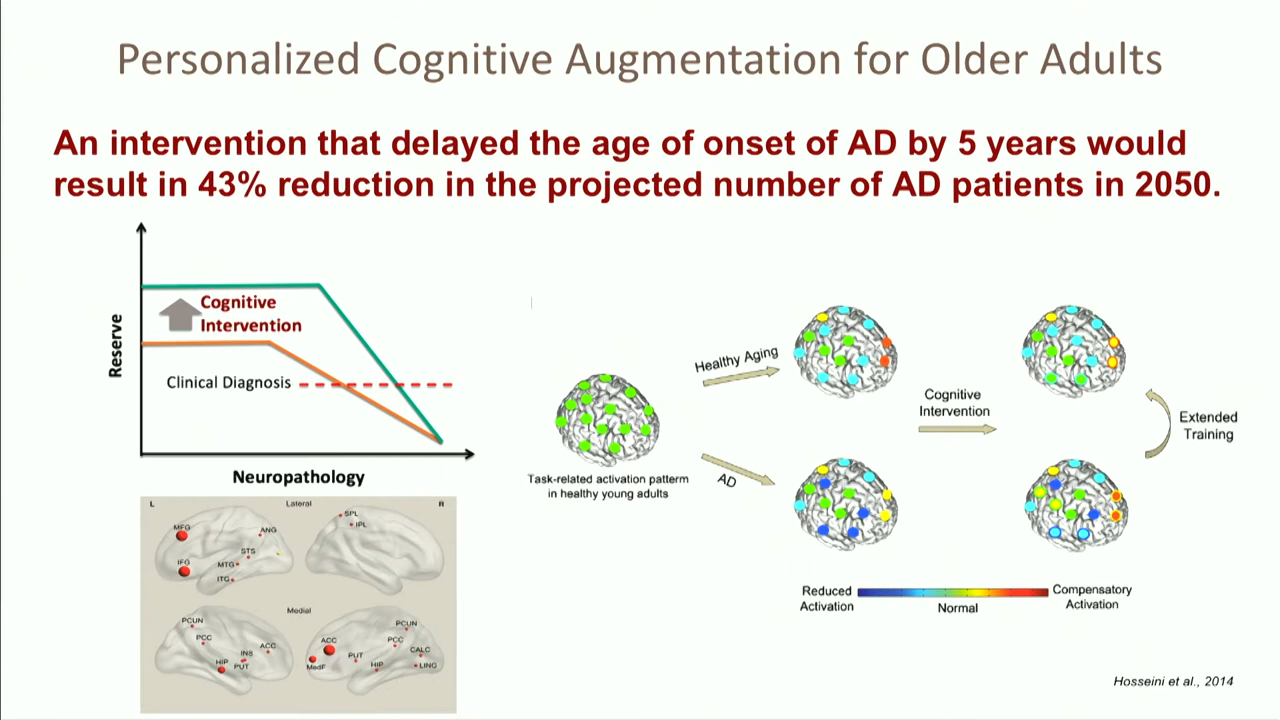 Personalized Cognitive Augmentation for Older Adults
An intervention that delayed the age of onset of AD by 5 years would
result in 43% reduction in the projected number of AD patients in 2050.
Reserve
Cognitive
Intervention
Clinical Diagnosis
Neuropathology
L
Lateral
R
MFG
IFG
ANG
STS
MTG
ITG
SPL
IPL
Medial
PCUN
PCC
ACC
INS
HIP
PUT
ACC
MedF
PUT
HIP
PCUN
PCC
CALC
LING
Task-related activation patterm
in healthy young adults
Healthy Aging
AD
Cognitive
Intervention
Extended
Training
Reduced
Activation
Normal
Compensatory
Activation
Hosseini et al., 2014